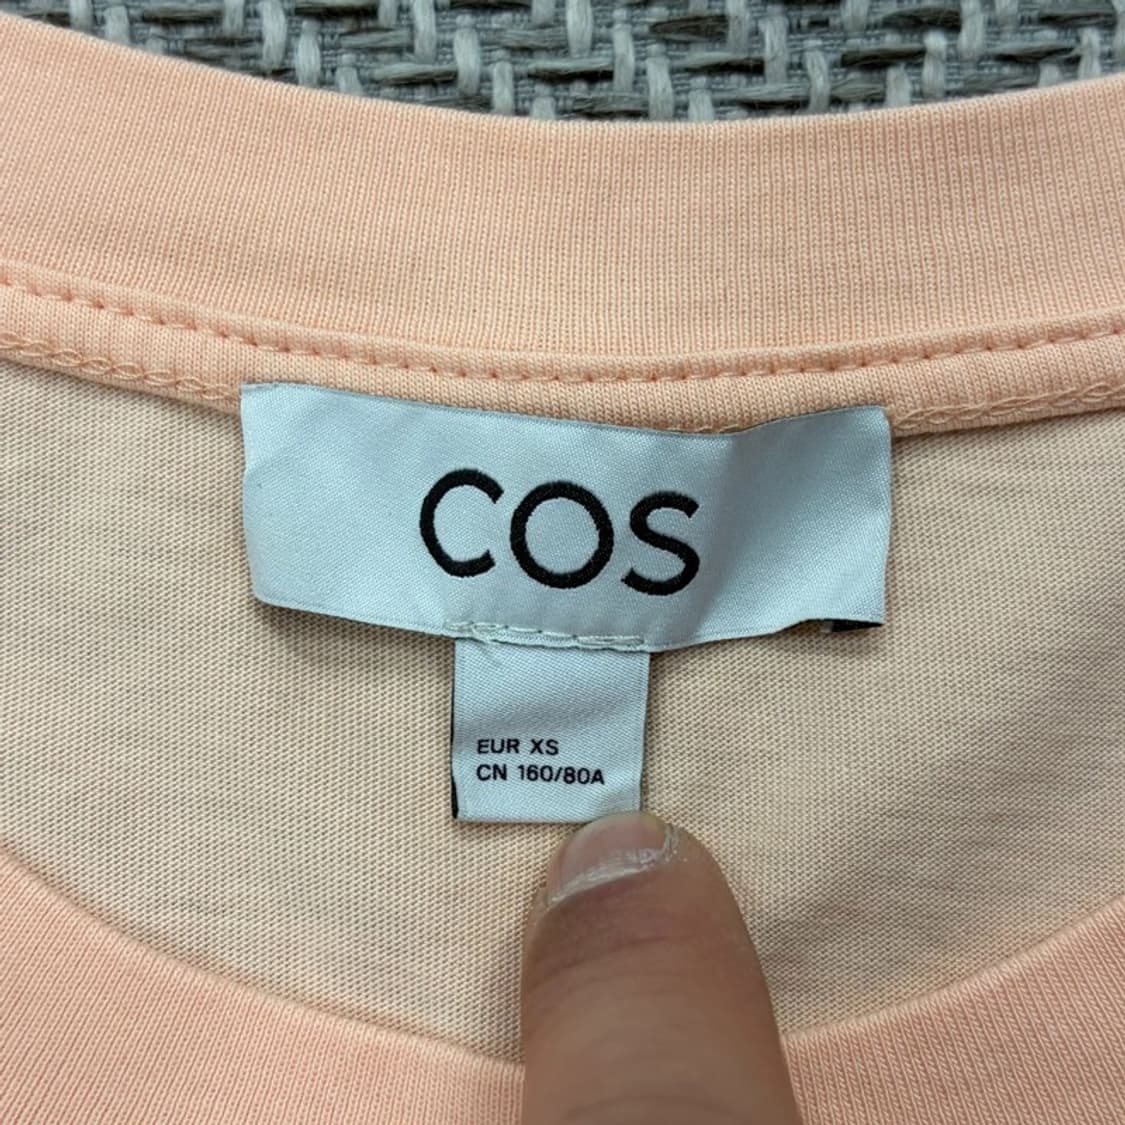 COS
EUR XS
CN 160/80A